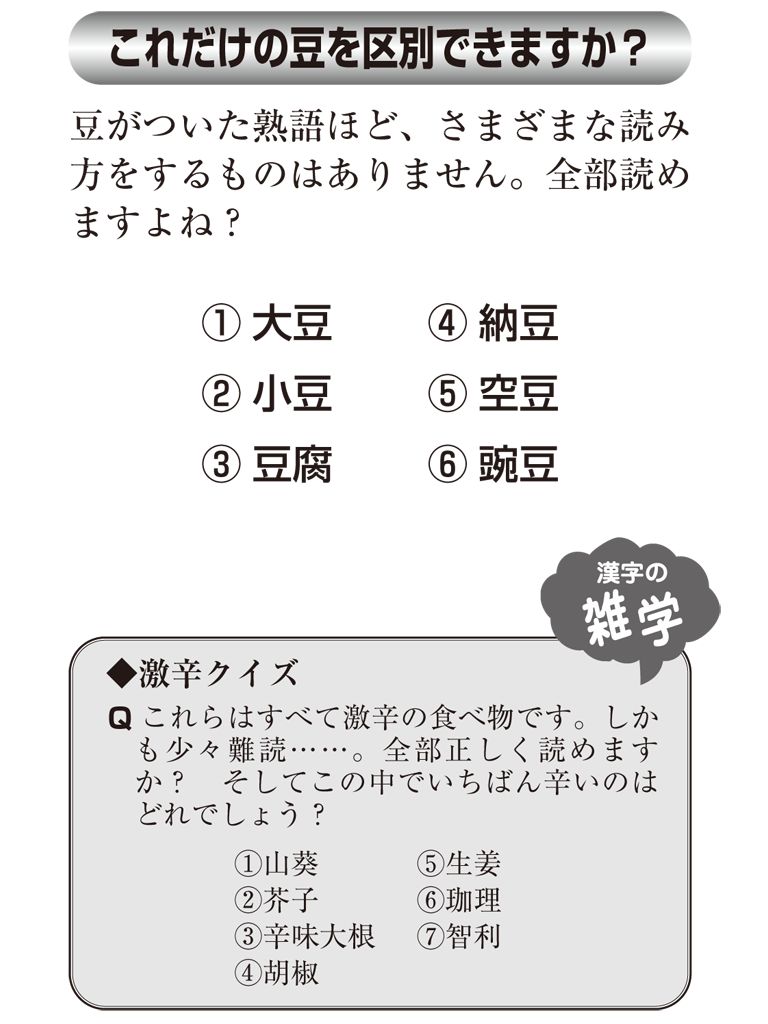 これだけの豆を区別できますか?
豆がついた熟語ほど、さまざまな読み
方をするものはありません。全部読め
ますよね?
① 大豆
② 小豆
③ 豆腐
④ 納豆
⑤ 空豆
⑥ 豌豆
漢字の
雑学
◆激辛クイズ
Q これらはすべて激辛の食べ物です。しか
も少々難読……。全部正しく読めます
か? そしてこの中でいちばん辛いのは
どれでしょう?
①山葵
②芥子
③辛味大根
④胡椒
⑤生姜
⑥珈理
⑦智利